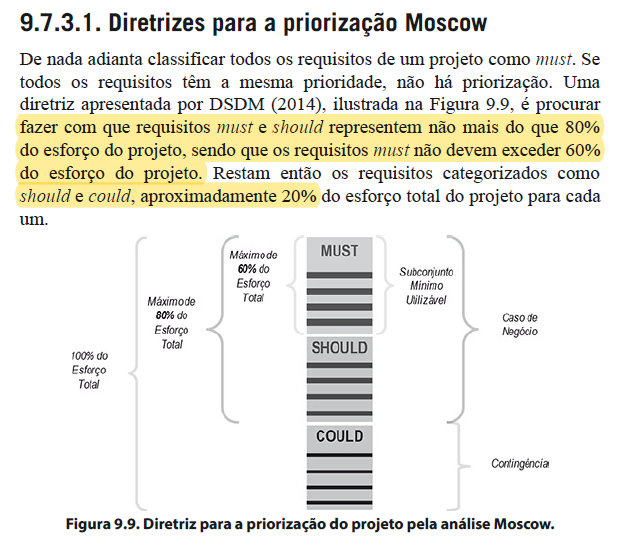 9.7.3.1. Diretrizes para a priorização Moscow
De nada adianta classificar todos os requisitos de um projeto como must. Se
todos os requisitos têm a mesma prioridade, não há priorização. Uma
diretriz apresentada por DSDM (2014), ilustrada na Figura 9.9, é procurar
fazer com que requisitos must e should representem não mais do que 80%
do esforço do projeto, sendo que os requisitos must não devem exceder 60%
do esforço do projeto. Restam então os requisitos categorizados como
should e could, aproximadamente 20% do esforço total do projeto para cada
um.
100% do
Esforço
Total
Máximo de
80% do
Esforço
Total
Máximo de
60% do
Esforço
Total
MUST
SHOULD
COULD
Subconjunto
Mínimo
Utilizável
Caso de
Negócio
Contingência
Figura 9.9. Diretriz para a priorização do projeto pela análise Moscow.